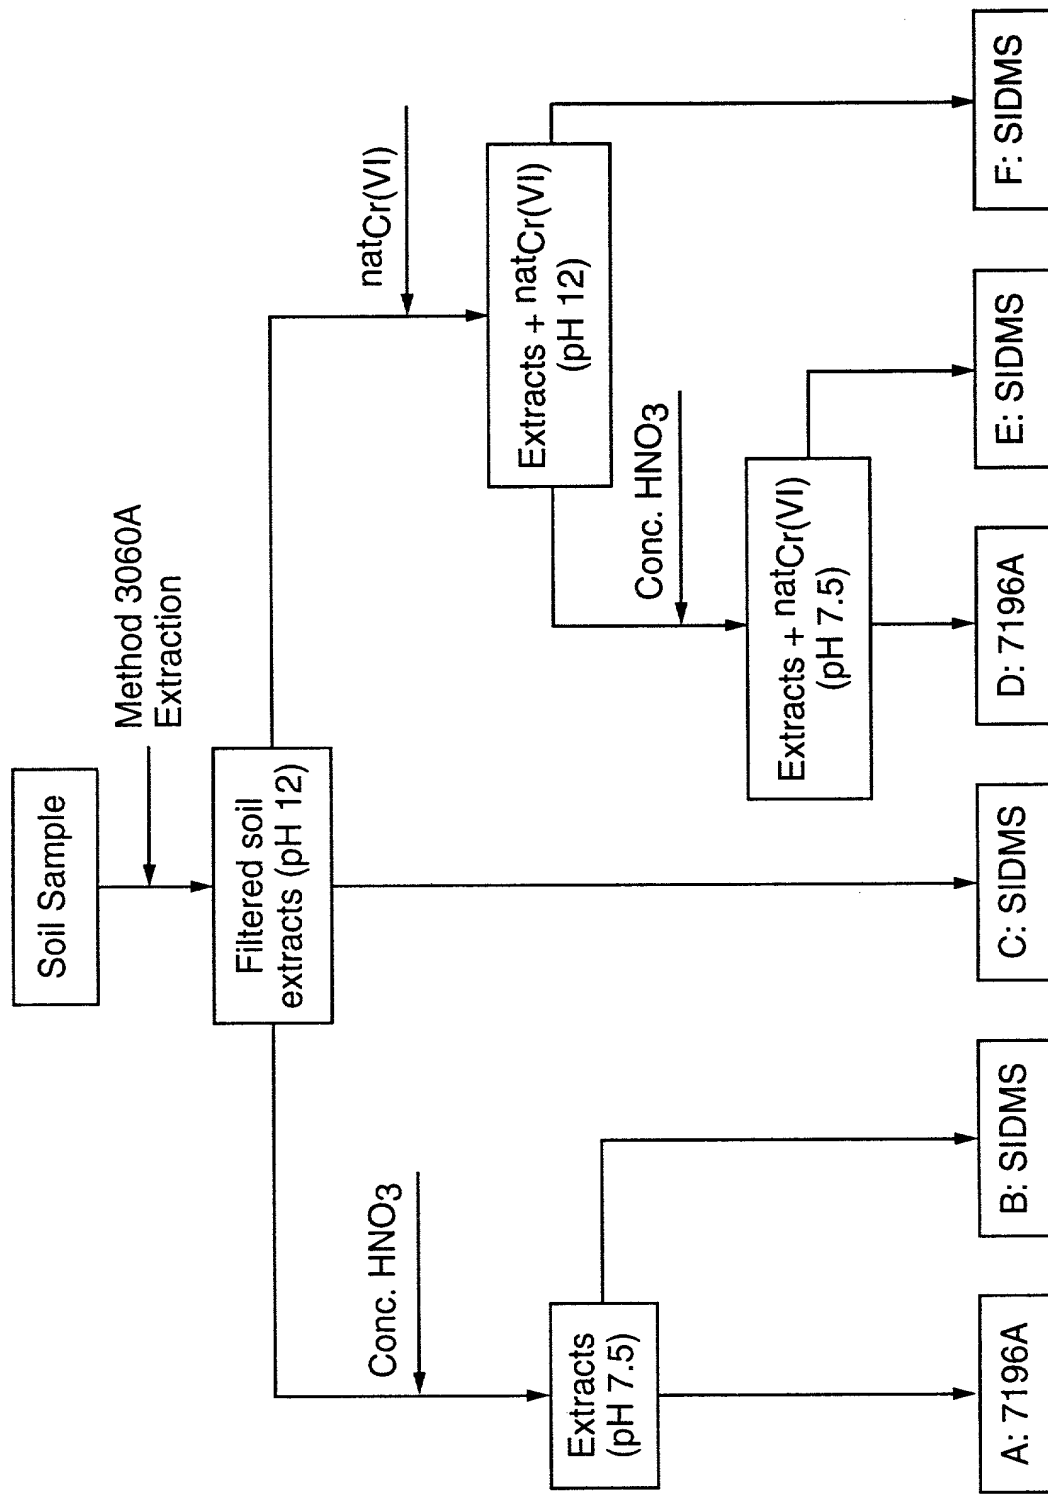 Soil Sample
Method 3060A
Extraction
Filtered soil
extracts (pH 12)
Conc. HNO3
natCr(VI)
Extracts
(pH 7.5)
Extracts + natCr(VI)
(pH 12)
Conc. HNO3
Extracts + natCr(VI)
(pH 7.5)
A: 7196A
B: SIDMS
C: SIDMS
D: 7196A
E: SIDMS
F: SIDMS